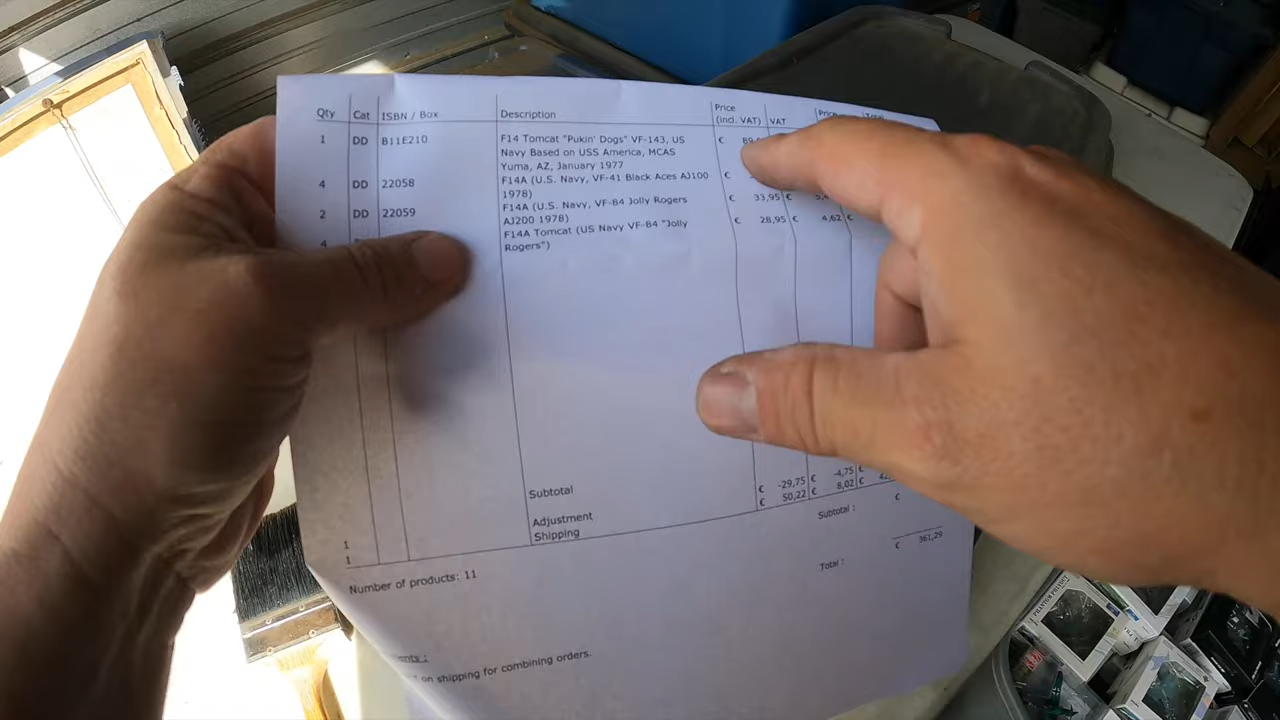 Qty Cat ISBN / Box Description Price (incl. VAT) VAT
1 DD B11E210 F14 Tomcat "Pukin' Dogs" VF-143, US €
Navy Based on USS America, MCAS
Yuma, AZ, January 1977
4 DD 22058 F14A (U.S. Navy, VF-41 Black Aces AJ100 €
1978)
2 DD 22059 F14A (U.S. Navy, VF-84 Jolly Rogers € 33,95 €
AJ200 1978)
4 F14A Tomcat (US Navy VF-84 "Jolly € 28,95 € 4,62 €
Rogers")
Subtotal
1 Adjustment € -29,75 € -4,75 €
1 Shipping € 50,22 € 8,02 €
Subtotal : €
Number of products: 11
Total : € 361,29
on shipping for combining orders.
PHANTOM PROJECT